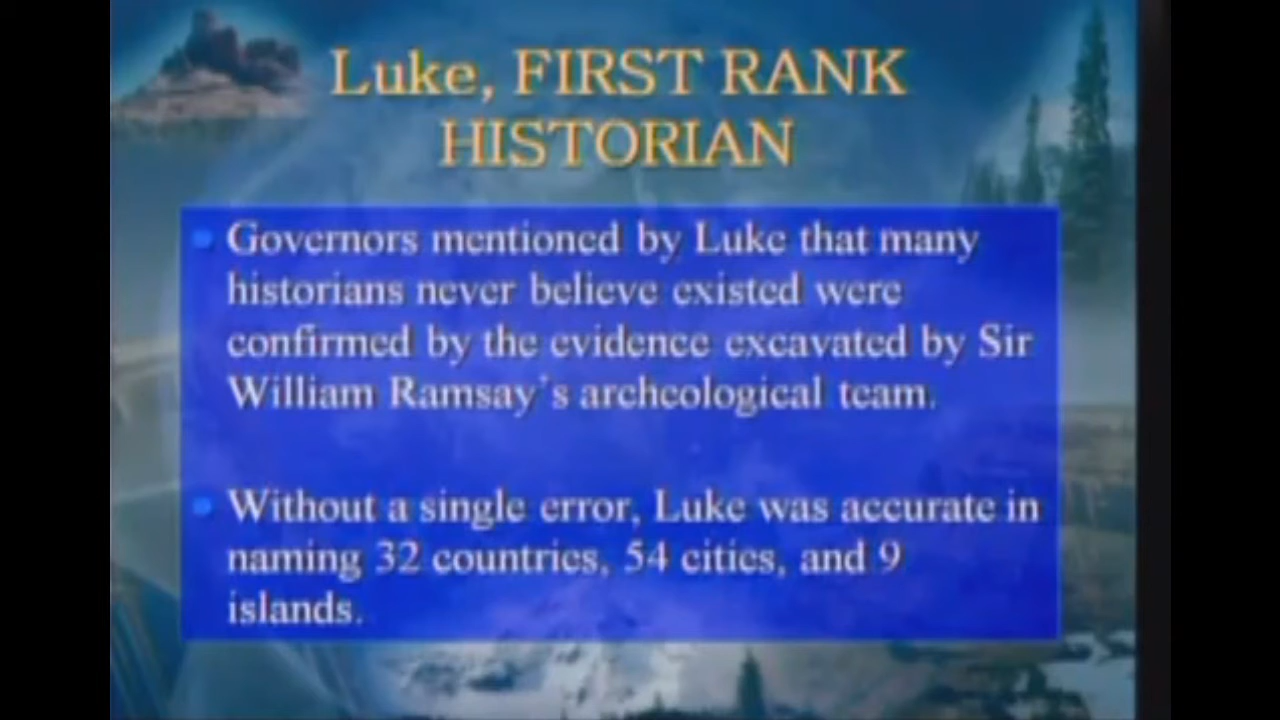 Luke, FIRST RANK
HISTORIAN
Governors mentioned by Luke that many
historians never believe existed were
confirmed by the evidence excavated by Sir
William Ramsay's archeological team.
Without a single error, Luke was accurate in
naming 32 countries, 54 cities, and 9
islands.